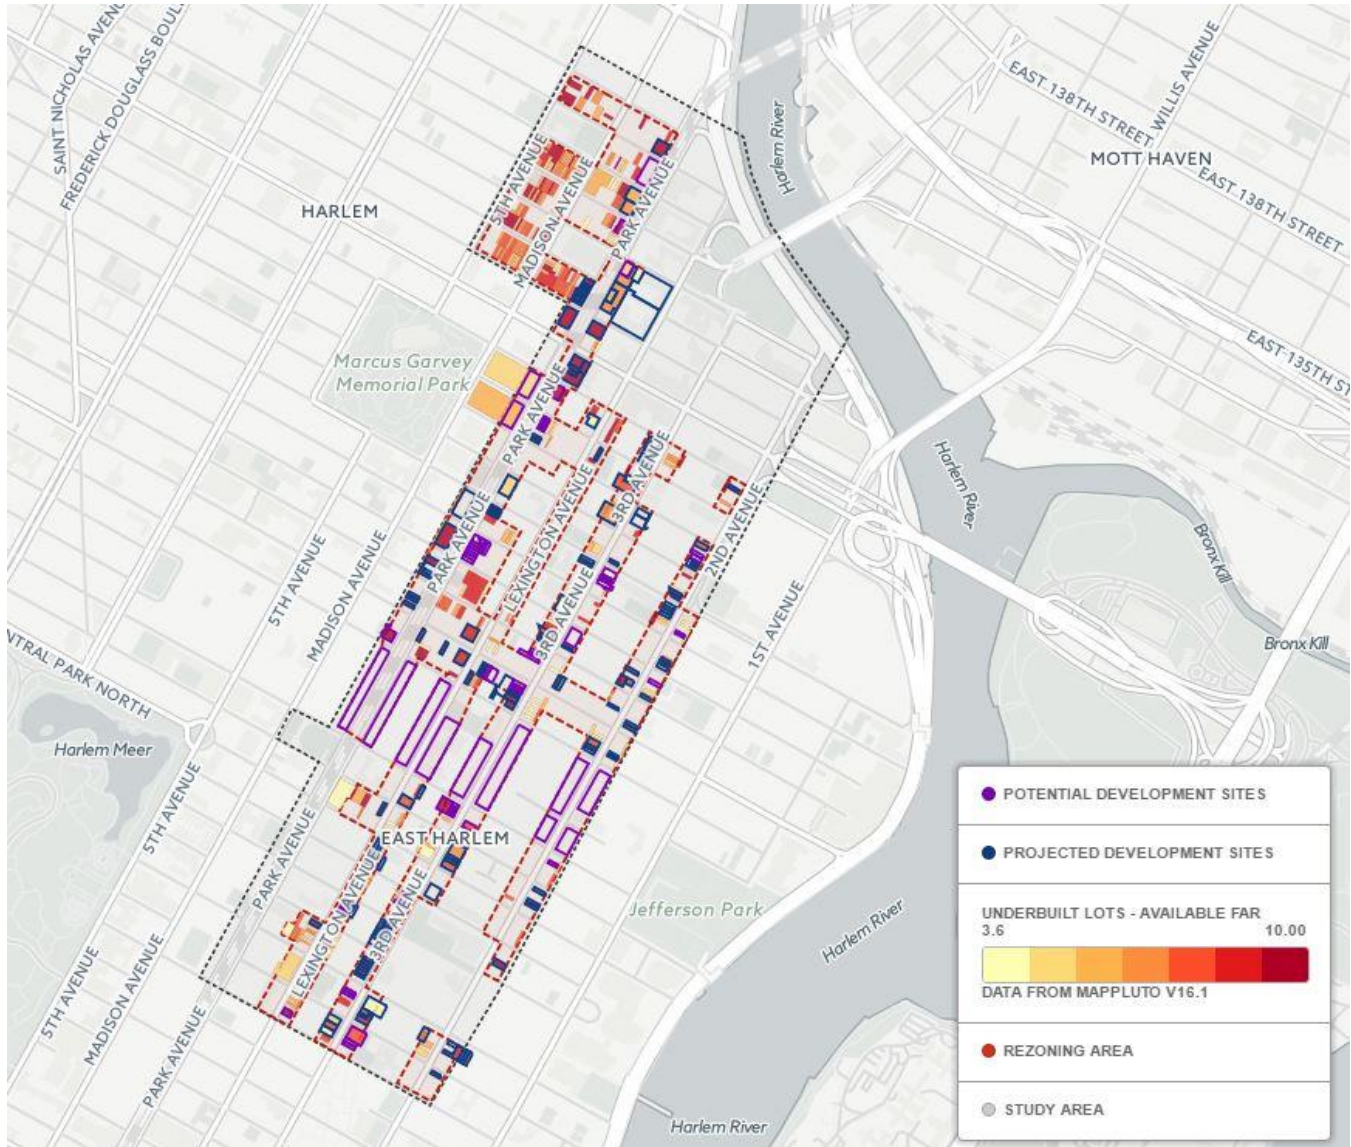 SAINT NICHOLAS AVENUE
FREDERICK DOUGLASS BOUL
EAST 138TH STREET
WILLIS AVENUE
Harlem River
MOTT HAVEN
EAST 138TH STREET
HARLEM
5TH AVENUE
MADISON AVENUE
PARK AVENUE
EAST 135TH ST
Marcus Garvey
Memorial Park
PARK AVENUE
3RD AVENUE
Harlem River
LEXINGTON AVENUE
2ND AVENUE
PARK AVENUE
Bronx Kill
5TH AVENUE
MADISON AVENUE
3RD AVENUE
1ST AVENUE
Bronx Kill
NTRAL PARK NORTH
Harlem Meer
5TH AVENUE
PARK AVENUE
EAST HARLEM
LEXINGTON AVENUE
3RD AVENUE
Jefferson Park
Harlem River
5TH AVENUE
MADISON AVENUE
PARK AVENUE
Harlem River
POTENTIAL DEVELOPMENT SITES
PROJECTED DEVELOPMENT SITES
UNDERBUILT LOTS - AVAILABLE FAR
3.6 10.00
DATA FROM MAPPLUTO V16.1
REZONING AREA
STUDY AREA